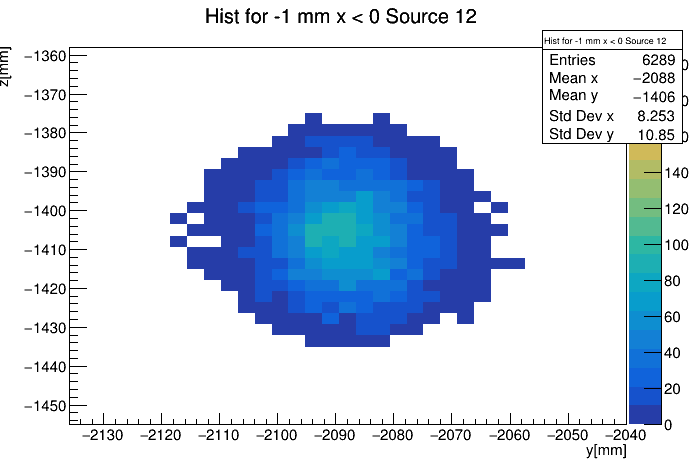 Hist for -1 mm x < 0 Source 12
z[mm]
Hist for -1 mm x < 0 Source 12
Entries 6289
Mean x −2088
Mean y −1406
Std Dev x 8.253
Std Dev y 10.85
−1360
−1370
−1380
−1390
−1400
−1410
−1420
−1430
−1440
−1450
140
120
100
80
60
40
20
0
−2130 −2120 −2110 −2100 −2090 −2080 −2070 −2060 −2050 −2040
y[mm]